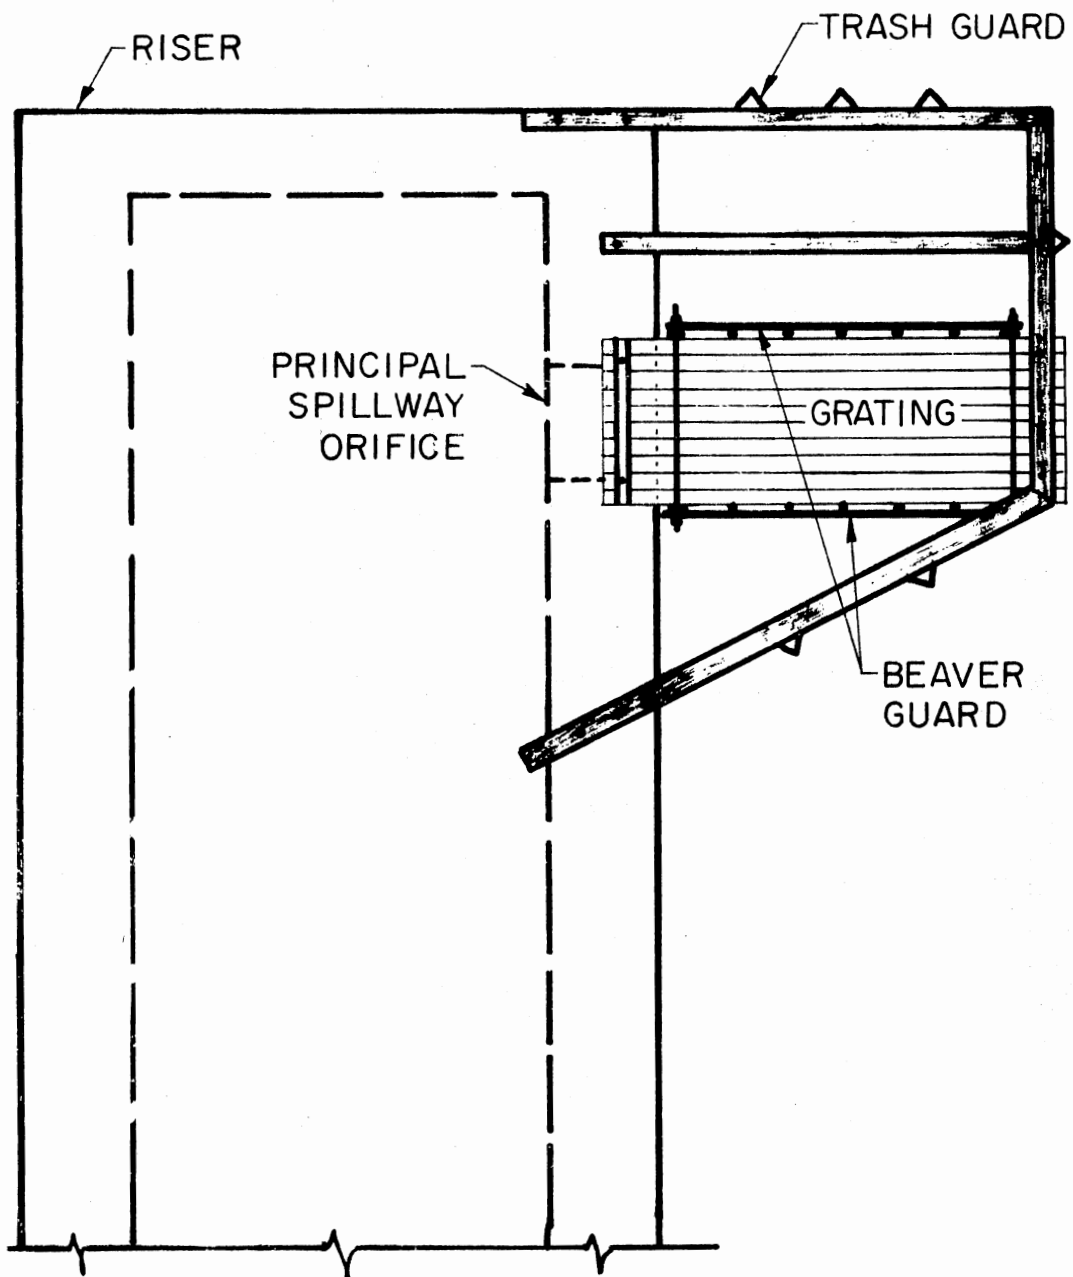 RISER
TRASH GUARD
PRINCIPAL
SPILLWAY
ORIFICE
GRATING
BEAVER
GUARD